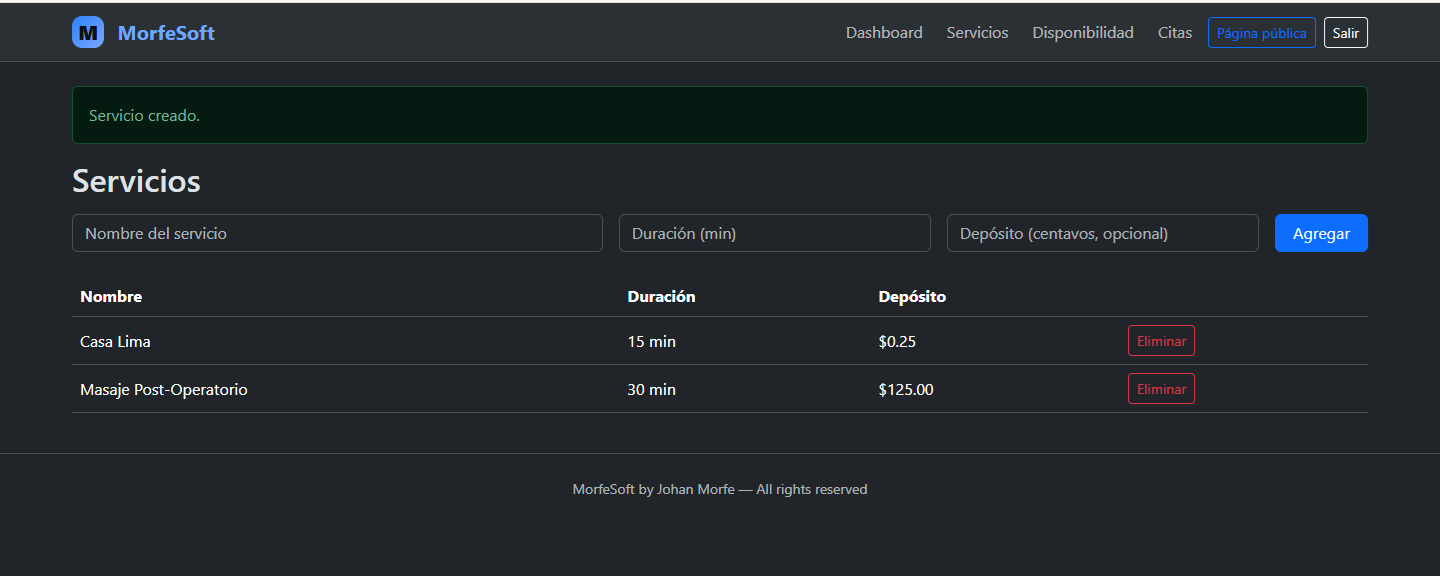 M MorfeSoft Dashboard Servicios Disponibilidad Citas Página pública Salir
Servicio creado.
Servicios
Nombre del servicio Duración (min) Depósito (centavos, opcional) Agregar
Nombre Duración Depósito
Casa Lima 15 min $0.25 Eliminar
Masaje Post-Operatorio 30 min $125.00 Eliminar
MorfeSoft by Johan Morfe — All rights reserved